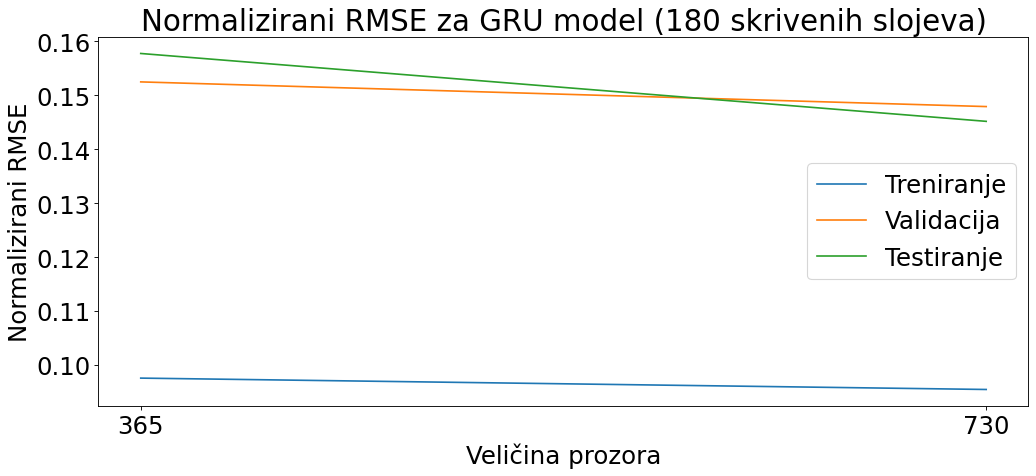 Normalizirani RMSE za GRU model (180 skrivenih slojeva)
Normalizirani RMSE
0.16
0.15
0.14
0.13
0.12
0.11
0.10
Treniranje
Validacija
Testiranje
365
730
Veličina prozora